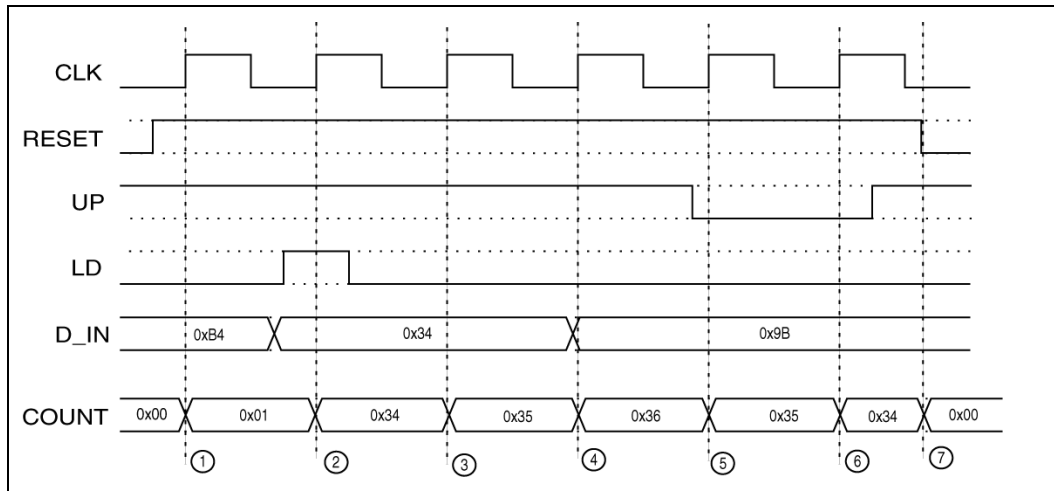 CLK
RESET
UP
LD
D_IN 0xB4 0x34 0x9B
COUNT 0x00 0x01 0x34 0x35 0x36 0x35 0x34 0x00
1 2 3 4 5 6 7